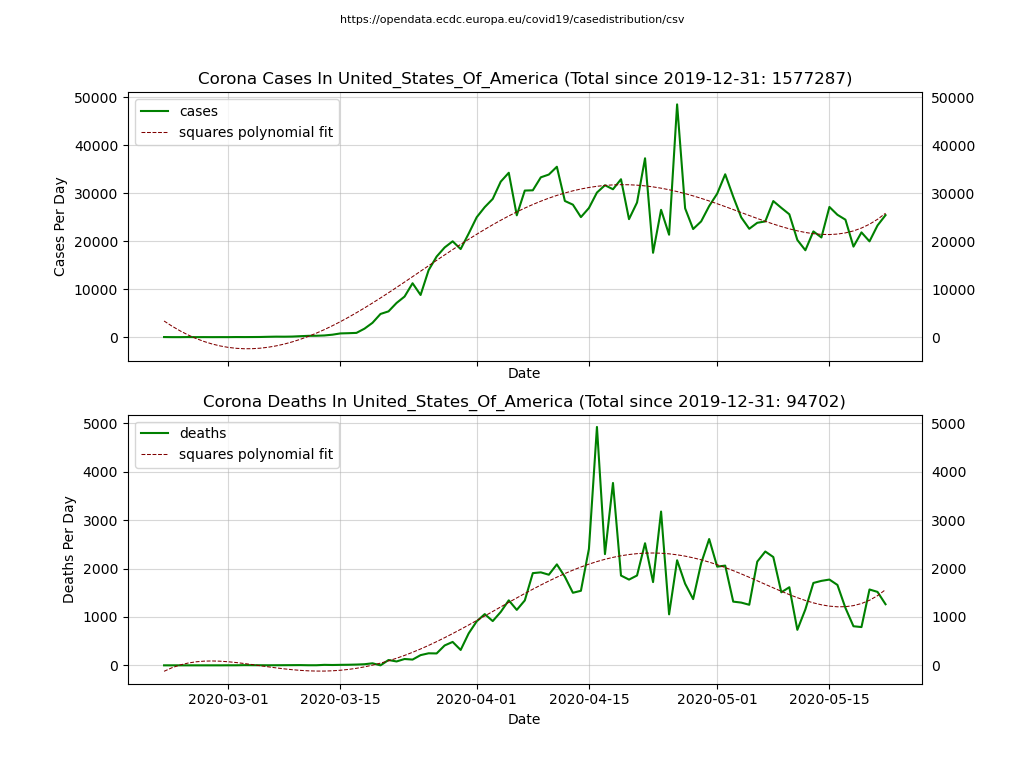 https://opendata.ecdc.europa.eu/covid19/casedistribution/csv
Corona Cases In United_States_Of_America (Total since 2019-12-31: 1577287)
50000 50000
cases
squares polynomial fit
40000 40000
30000 30000
Cases Per Day
20000 20000
10000 10000
0 0
Date
Corona Deaths In United_States_Of_America (Total since 2019-12-31: 94702)
5000 5000
deaths
squares polynomial fit
4000 4000
3000 3000
Deaths Per Day
2000 2000
1000 1000
0 0
2020-03-01 2020-03-15 2020-04-01 2020-04-15 2020-05-01 2020-05-15
Date